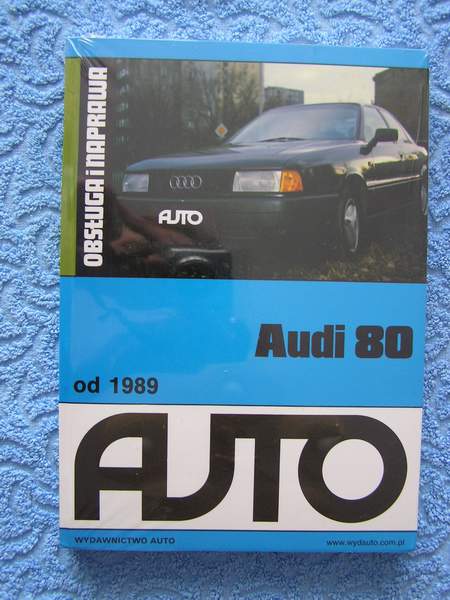 OBSŁUGA i NAPRAWA
AUTO
Audi 80
od 1989
AUTO
WYDAWNICTWO AUTO
www.wydauto.com.pl